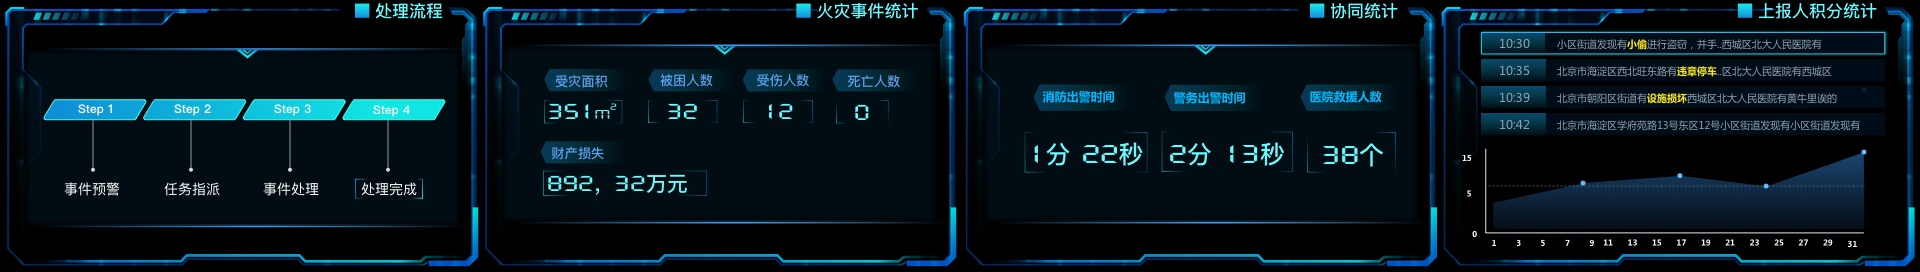 处理流程
Step 1 Step 2 Step 3 Step 4
事件预警 任务指派 事件处理 处理完成
火灾事件统计
受灾面积 被困人数 受伤人数 死亡人数
351㎡ 32 12 0
财产损失
892，32万元
协同统计
消防出警时间 警务出警时间 医院救援人数
1分 22秒 2分 13秒 38个
上报人积分统计
10:30 小区街道发现有小偷进行盗窃，并手..西城区北大人民医院有
10:35 北京市海淀区西北旺东路有违章停车..区北大人民医院有西城区
10:39 北京市朝阳区街道有设施损坏西城区北大人民医院有黄牛里诶的
10:42 北京市海淀区学府苑路13号东区12号小区街道发现有小区街道发现有
15
5
0
1 3 5 7 9 11 13 15 17 19 21 23 25 27 29 31